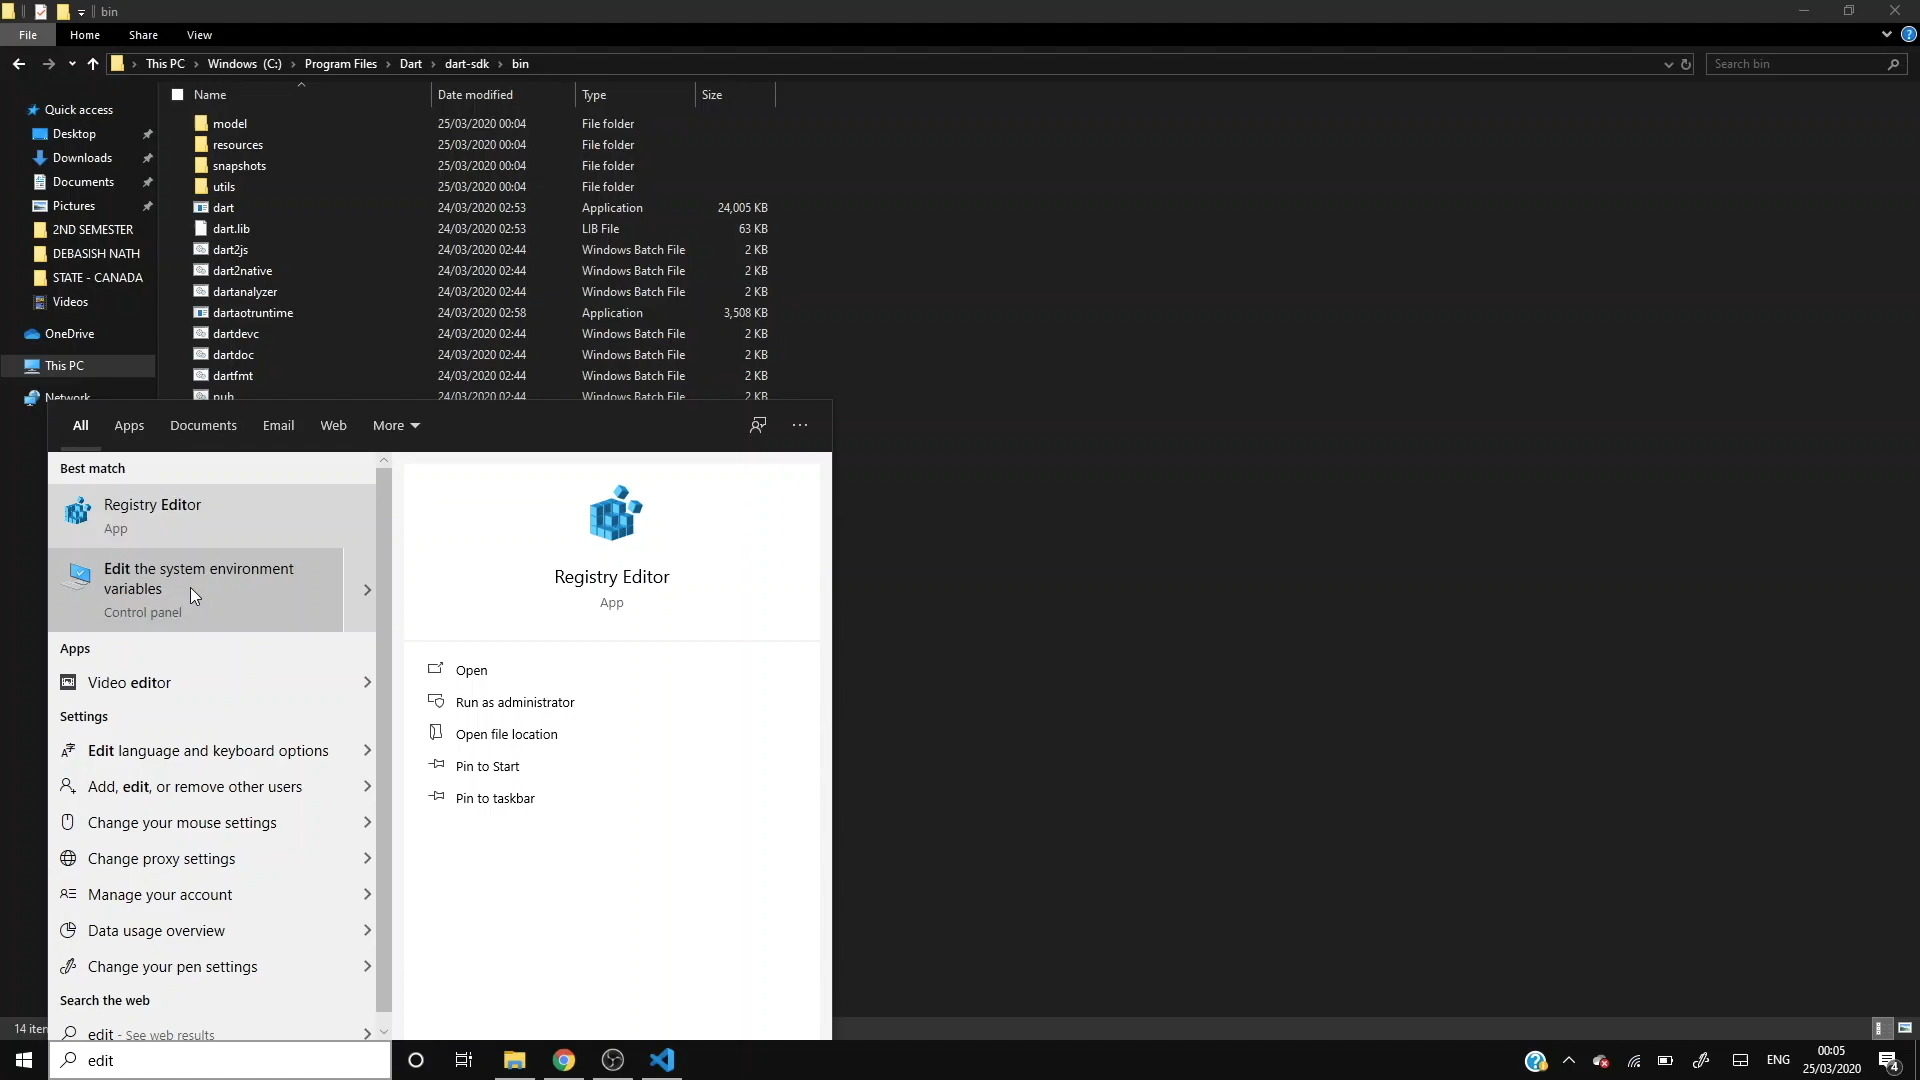 bin
File Home Share View
This PC Windows (C:) Program Files Dart dart-sdk bin
Search bin
Name Date modified Type Size
Quick access
Desktop
Downloads
Documents
Pictures
2ND SEMESTER
DEBASISH NATH
STATE - CANADA
Videos
OneDrive
This PC
Network
model 25/03/2020 00:04 File folder
resources 25/03/2020 00:04 File folder
snapshots 25/03/2020 00:04 File folder
utils 25/03/2020 00:04 File folder
dart 24/03/2020 02:53 Application 24,005 KB
dart.lib 24/03/2020 02:53 LIB File 63 KB
dart2js 24/03/2020 02:44 Windows Batch File 2 KB
dart2native 24/03/2020 02:44 Windows Batch File 2 KB
dartanalyzer 24/03/2020 02:44 Windows Batch File 2 KB
dartaotruntime 24/03/2020 02:58 Application 3,508 KB
dartdevc 24/03/2020 02:44 Windows Batch File 2 KB
dartdoc 24/03/2020 02:44 Windows Batch File 2 KB
dartfmt 24/03/2020 02:44 Windows Batch File 2 KB
pub 24/03/2020 02:44 Windows Batch File 2 KB
All Apps Documents Email Web More
Best match
Registry Editor
App
Edit the system environment
variables
Control panel
Apps
Video editor
Settings
Edit language and keyboard options
Add, edit, or remove other users
Change your mouse settings
Change proxy settings
Manage your account
Data usage overview
Change your pen settings
Search the web
edit - See web results
Registry Editor
App
Open
Run as administrator
Open file location
Pin to Start
Pin to taskbar
edit
ENG
00:05
25/03/2020
4